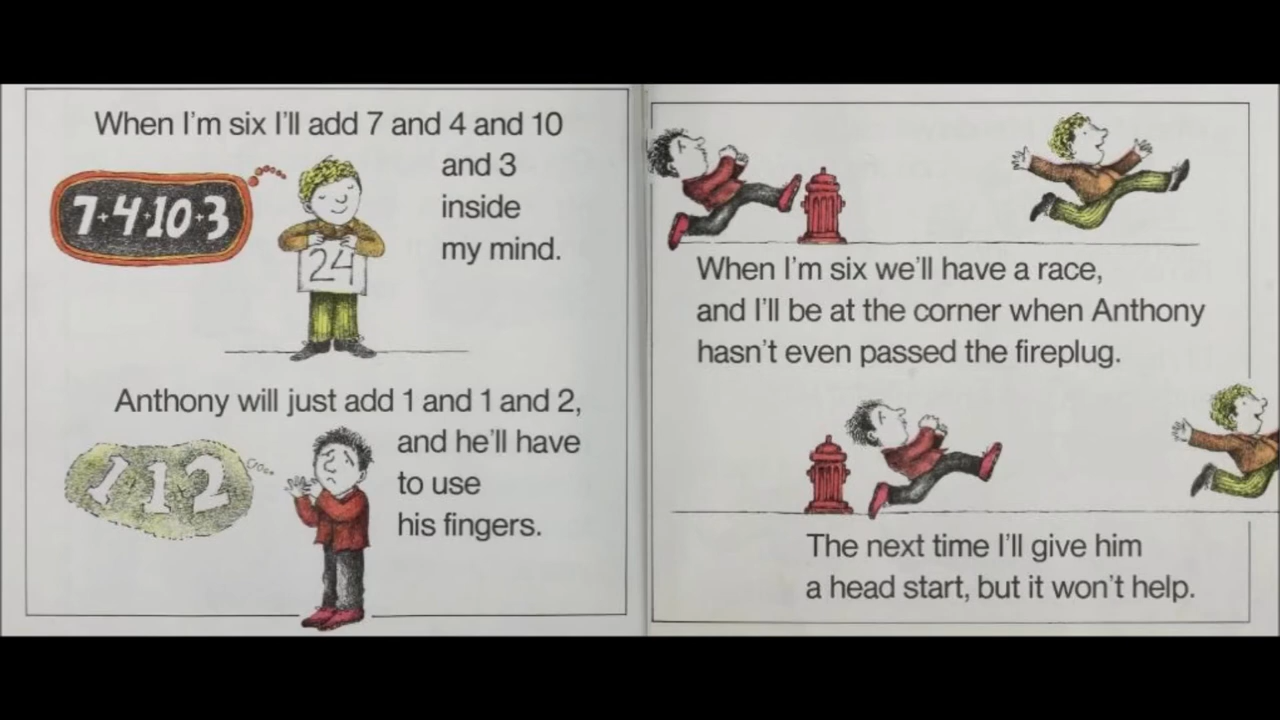 When I'm six I'll add 7 and 4 and 10
and 3
inside
my mind.
7+4+10+3
24
Anthony will just add 1 and 1 and 2,
and he'll have
to use
his fingers.
1 1 2
When I'm six we'll have a race,
and I'll be at the corner when Anthony
hasn't even passed the fireplug.
The next time I'll give him
a head start, but it won't help.